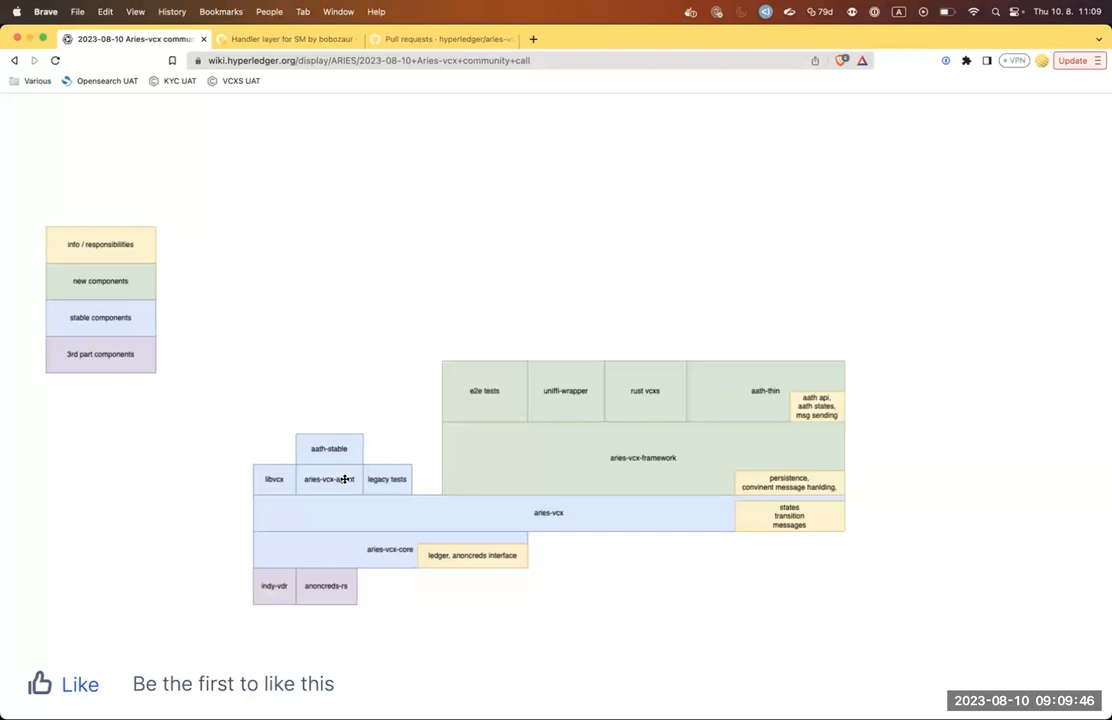 Brave File Edit View History Bookmarks People Tab Window Help 79d A Thu 10. 8. 11:09
2023-08-10 Aries-vcx commun Handler layer for SM by bobozaur Pull requests · hyperledger/aries-v
wiki.hyperledger.org/display/ARIES/2023-08-10+Aries-vcx+community+call VPN Update
Various Opensearch UAT KYC UAT VCXS UAT
info / responsibilities
new components
stable components
3rd part components
e2e tests uniffi-wrapper rust vcxs aath-thin
aath api,
aath states,
msg sending
aath-stable
aries-vcx-framework
libvcx aries-vcx-agent legacy tests
persistence,
convinent message hanlding,
aries-vcx
states
transition
messages
aries-vcx-core ledger, anoncreds interface
indy-vdr anoncreds-rs
Like Be the first to like this
2023-08-10 09:09:46